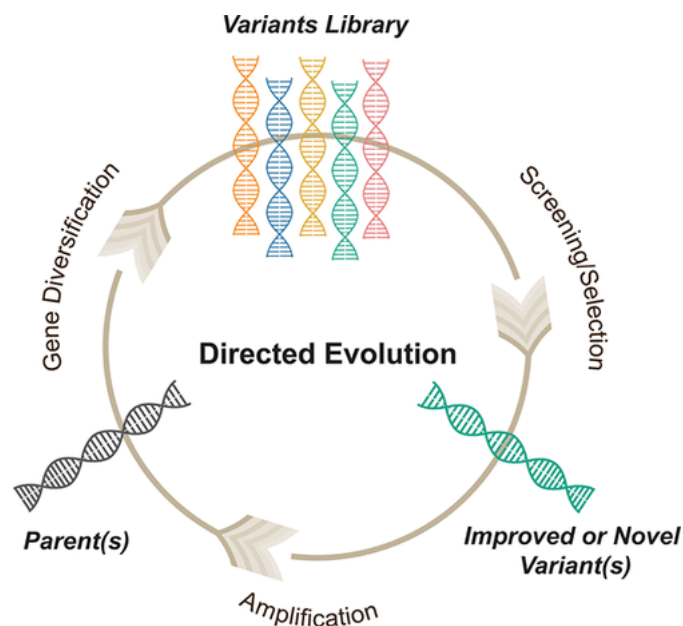 Variants Library
Gene Diversification
Screening/Selection
Directed Evolution
Parent(s)
Improved or Novel
Variant(s)
Amplification